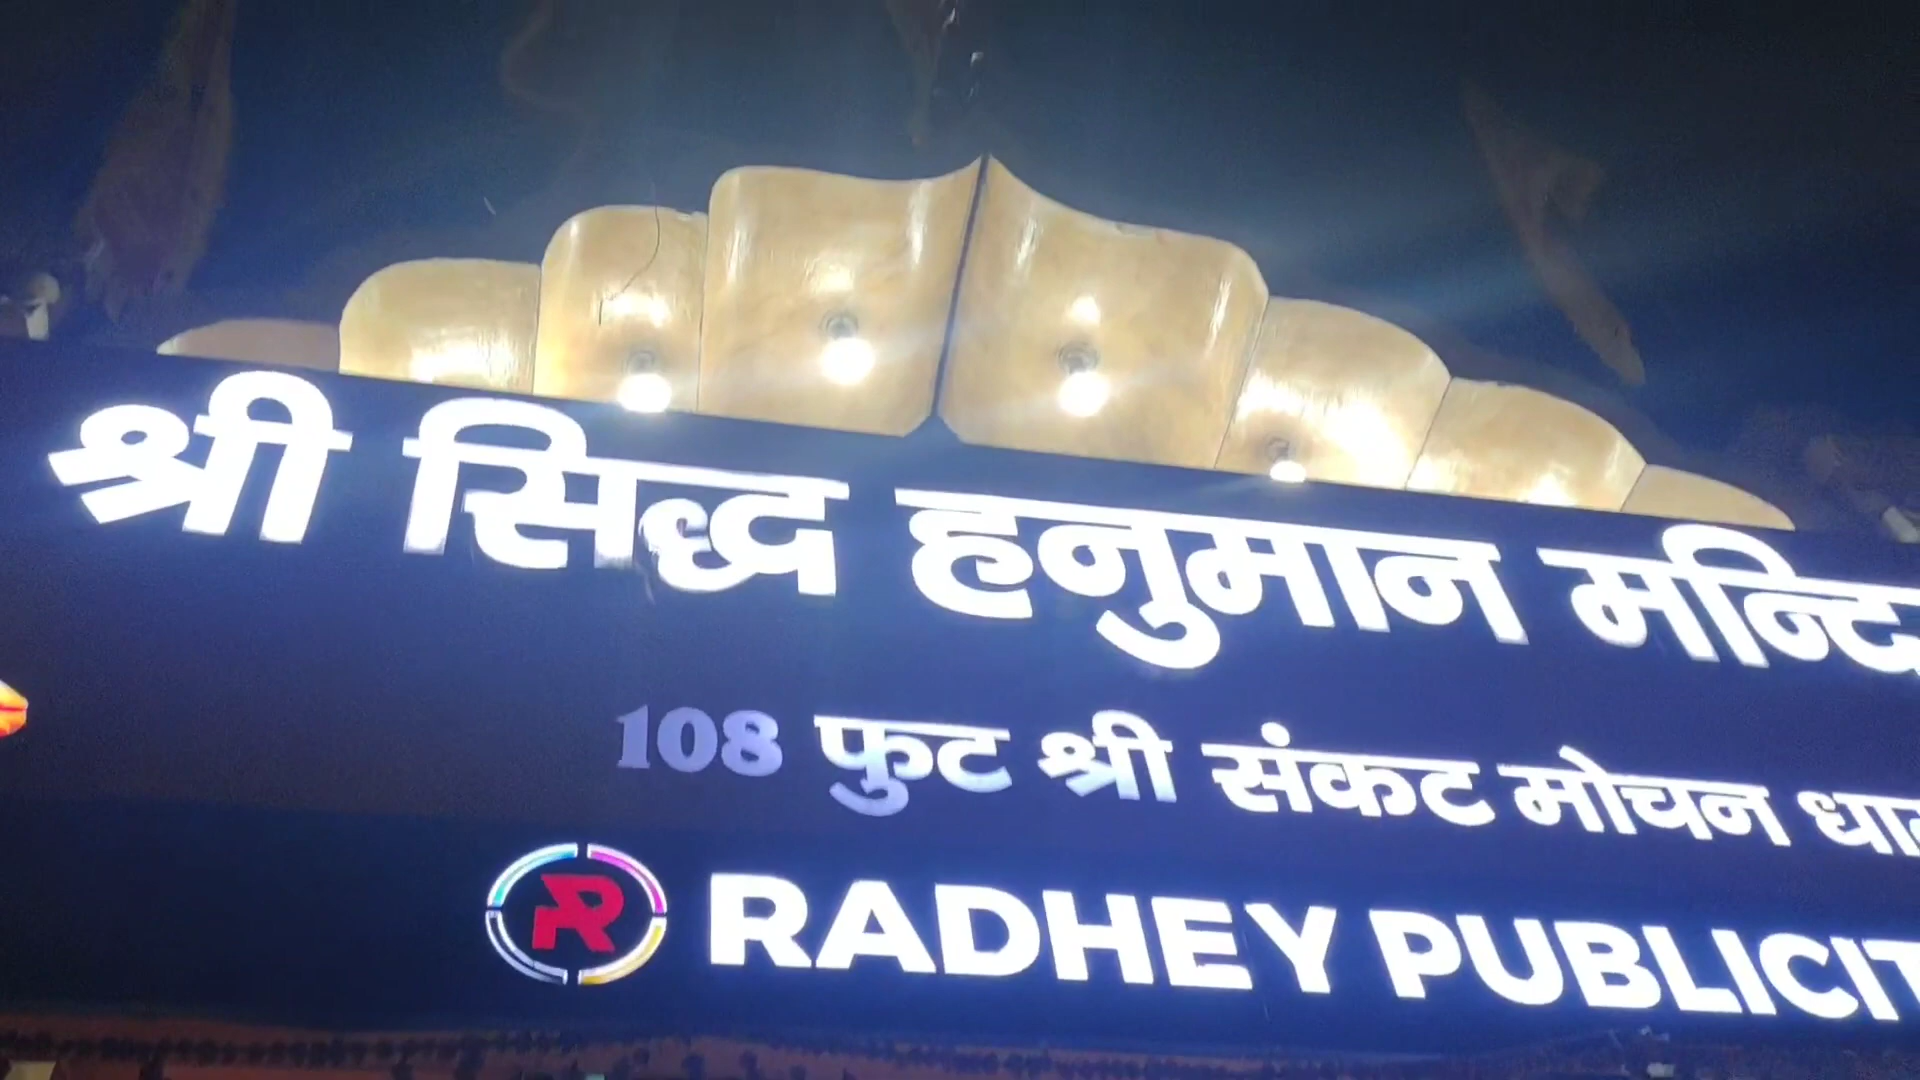 श्री सिद्ध हनुमान मन्दि
108 फुट श्री संकट मोचन धा
RADHEY PUBLICIT